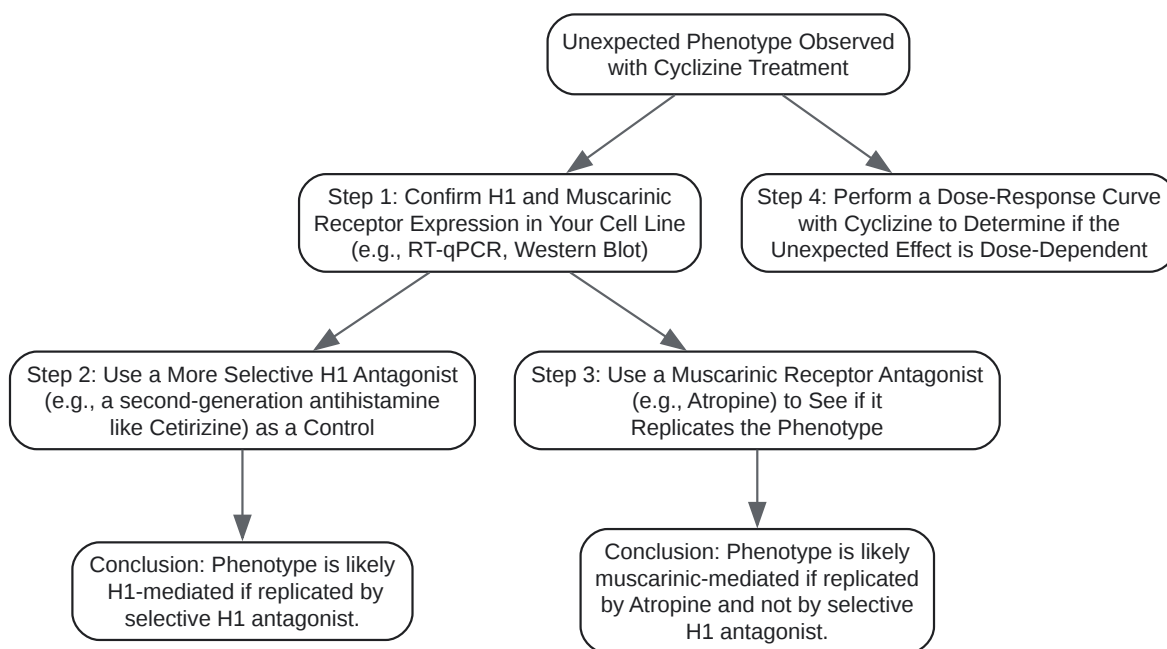 Unexpected Phenotype Observed
with Cyclizine Treatment
Step 1: Confirm H1 and Muscarinic
Receptor Expression in Your Cell Line
(e.g., RT-qPCR, Western Blot)
Step 4: Perform a Dose-Response Curve
with Cyclizine to Determine if the
Unexpected Effect is Dose-Dependent
Step 2: Use a More Selective H1 Antagonist
(e.g., a second-generation antihistamine
like Cetirizine) as a Control
Step 3: Use a Muscarinic Receptor Antagonist
(e.g., Atropine) to See if it
Replicates the Phenotype
Conclusion: Phenotype is likely
H1-mediated if replicated by
selective H1 antagonist.
Conclusion: Phenotype is likely
muscarinic-mediated if replicated
by Atropine and not by selective
H1 antagonist.